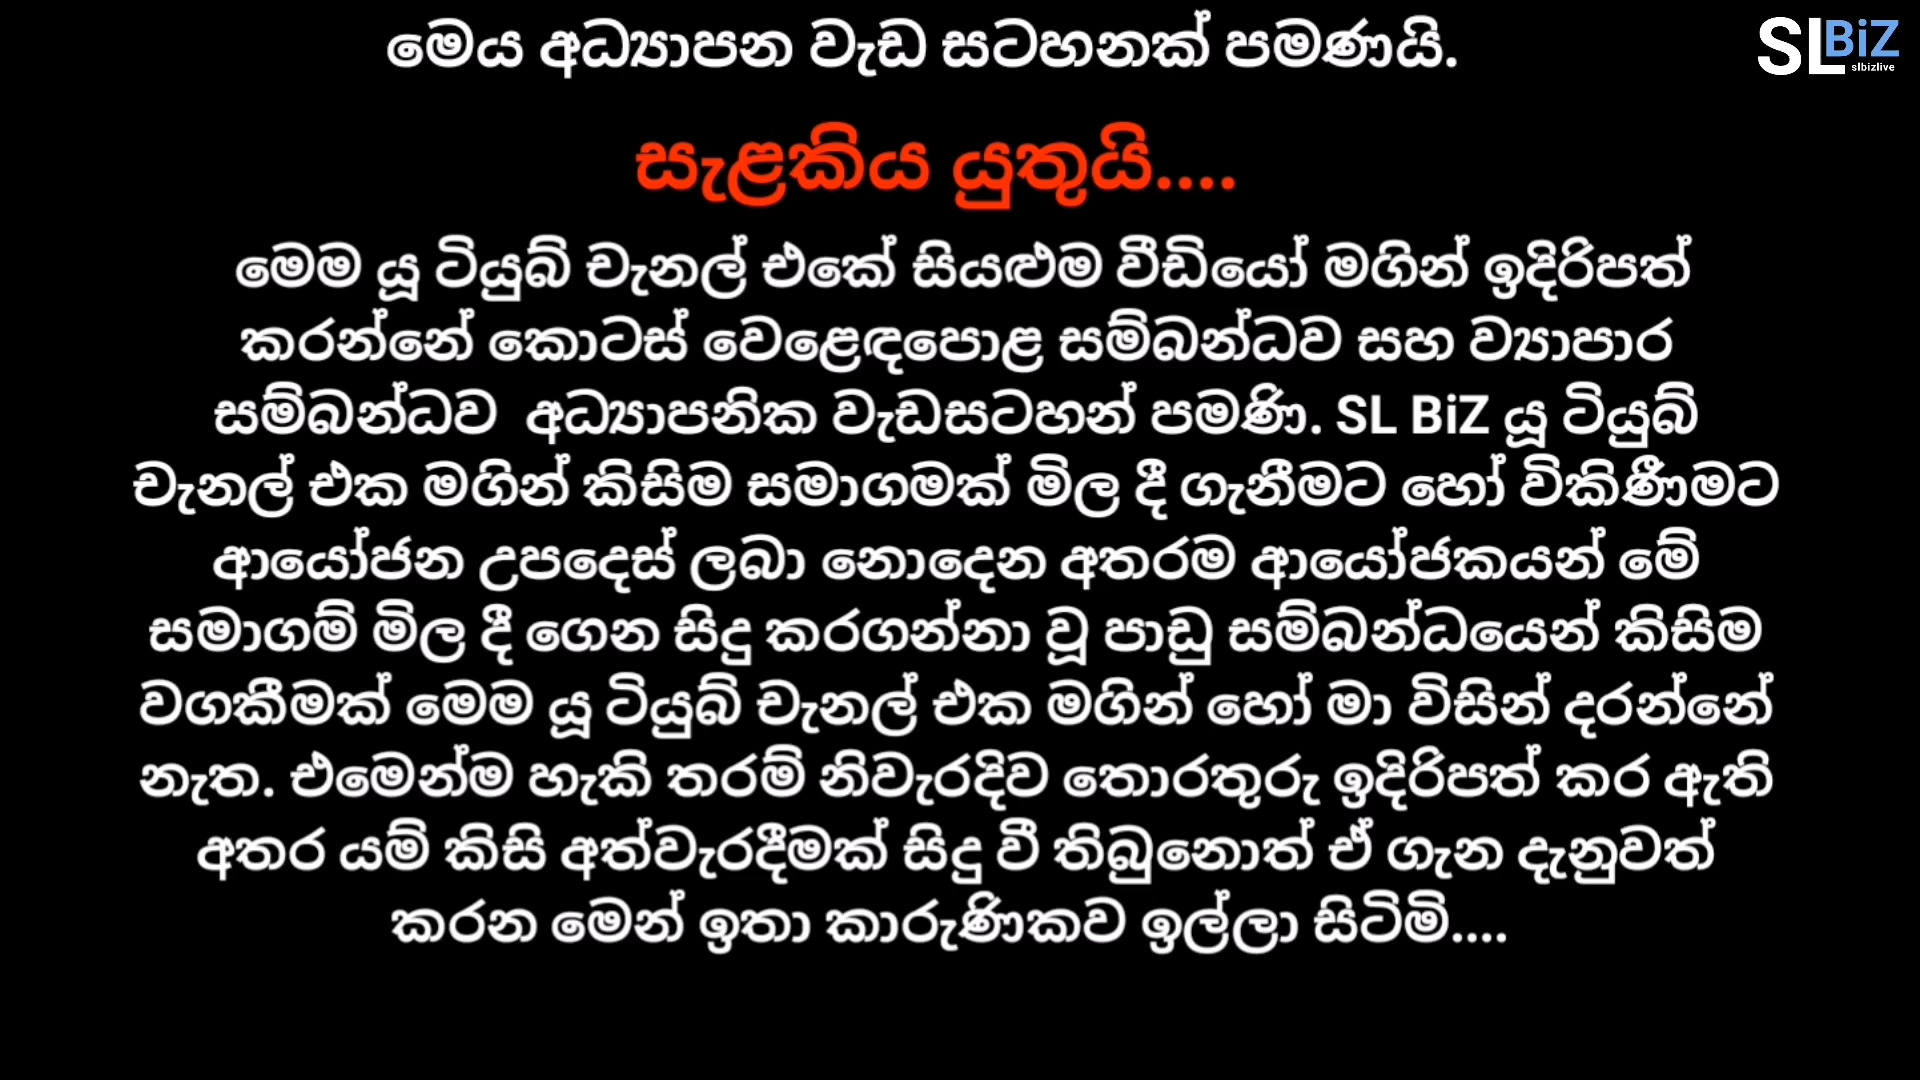 මෙය අධ්‍යාපන වැඩ සටහනක් පමණයි.
SL BiZ
slbizlive
සැළකිය යුතුයි....
මෙම යූ ටියුබ් චැනල් එකේ සියළුම වීඩියෝ මගින් ඉදිරිපත්
කරන්නේ කොටස් වෙළෙඳපොළ සම්බන්ධව සහ ව්‍යාපාර
සම්බන්ධව අධ්‍යාපනික වැඩසටහන් පමණි. SL BiZ යූ ටියුබ්
චැනල් එක මගින් කිසිම සමාගමක් මිල දී ගැනීමට හෝ විකිණීමට
ආයෝජන උපදෙස් ලබා නොදෙන අතරම ආයෝජකයන් මේ
සමාගම් මිල දී ගෙන සිදු කරගන්නා වූ පාඩු සම්බන්ධයෙන් කිසිම
වගකීමක් මෙම යූ ටියුබ් චැනල් එක මගින් හෝ මා විසින් දරන්නේ
නැත. එමෙන්ම හැකි තරම් නිවැරදිව තොරතුරු ඉදිරිපත් කර ඇති
අතර යම් කිසි අත්වැරදීමක් සිදු වී තිබුනොත් ඒ ගැන දැනුවත්
කරන මෙන් ඉතා කාරුණිකව ඉල්ලා සිටිමි....